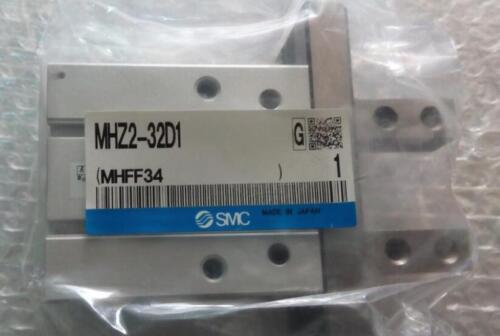 MHZ2-32D1
G
(MHFF34 )
1
SMC
MADE IN JAPAN